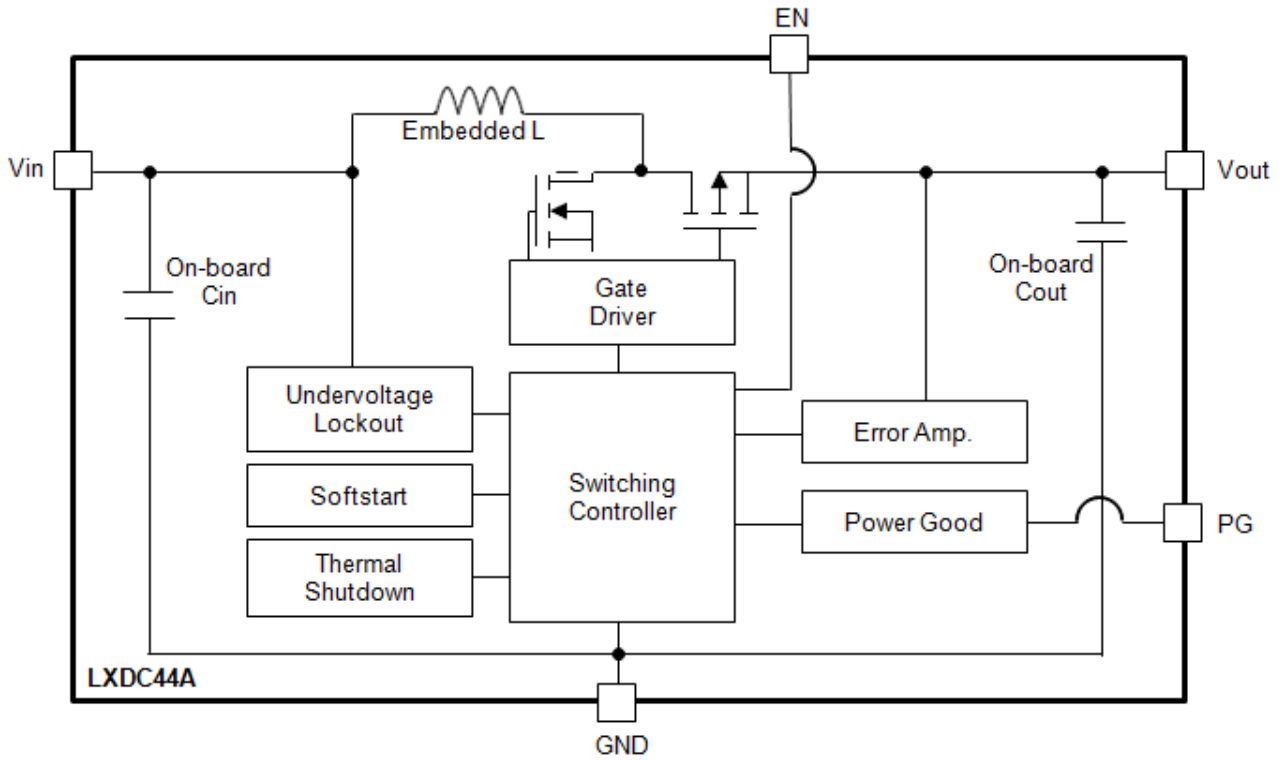 EN
Embedded L
Vin
Vout
On-board
Cin
On-board
Cout
Gate
Driver
Undervoltage
Lockout
Error Amp.
Softstart
Switching
Controller
Power Good
PG
Thermal
Shutdown
LXDC44A
GND